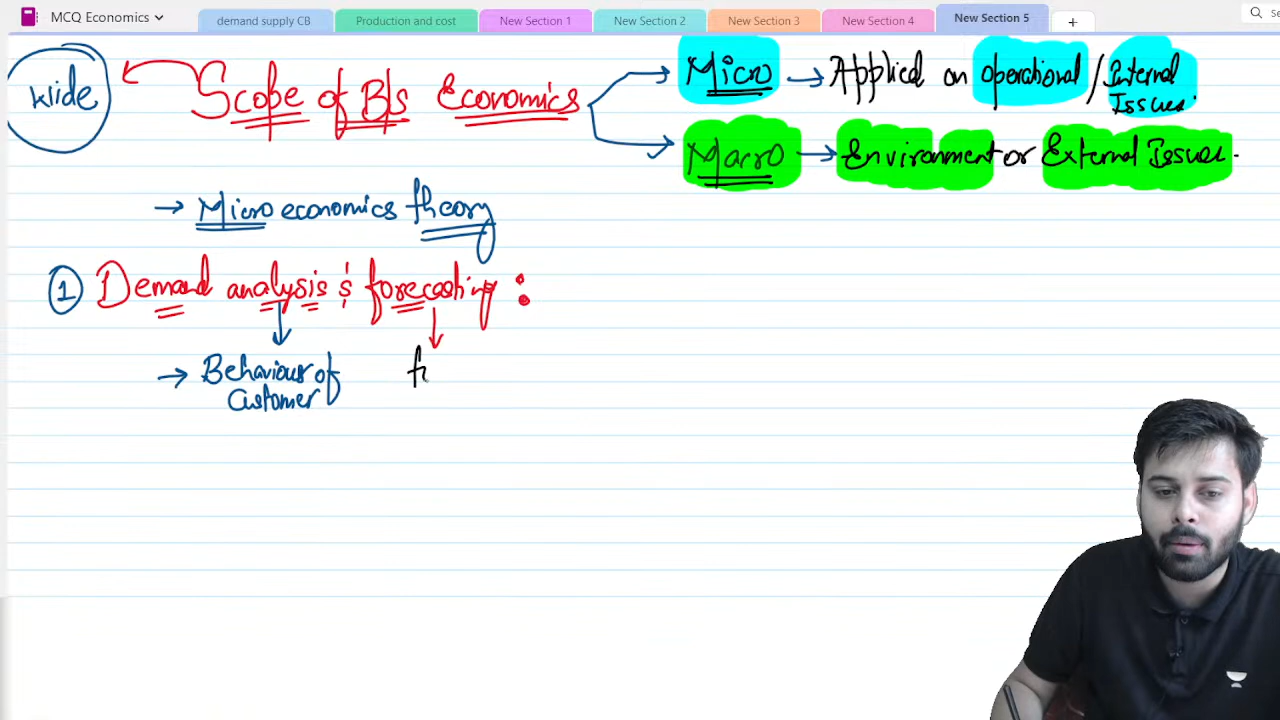 MCQ Economics
demand supply CB
Production and cost
New Section 1
New Section 2
New Section 3
New Section 4
New Section 5
+
Wide
Scope of B/s Economics
Micro → Applied on operational / Internal
Issues.
Macro → Environment or External Issues.
→ Micro economics theory
① Demand analysis & forecasting :
→ Behaviour of
Customer